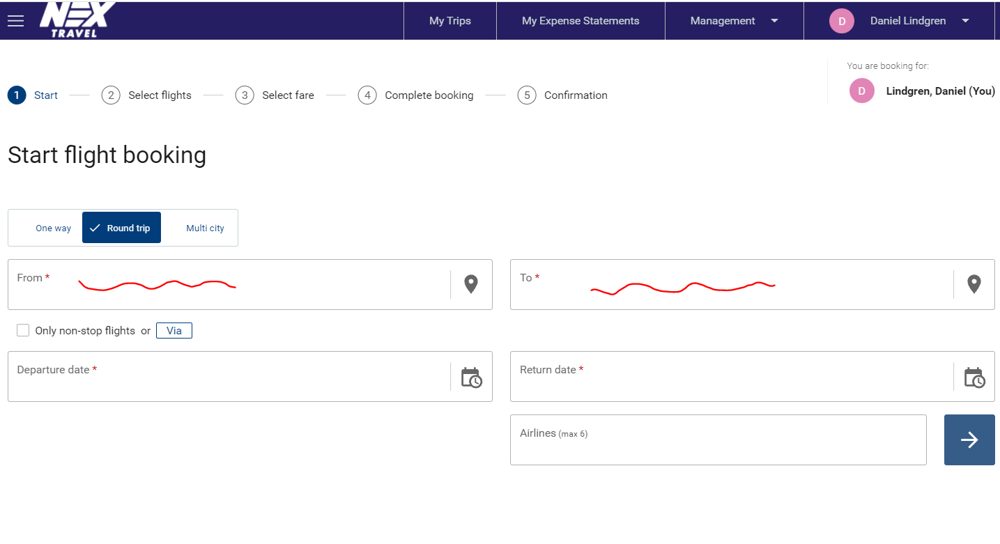 NEX
TRAVEL
My Trips
My Expense Statements
Management
D
Daniel Lindgren
You are booking for:
D
Lindgren, Daniel (You)
1 Start
2 Select flights
3 Select fare
4 Complete booking
5 Confirmation
Start flight booking
One way
Round trip
Multi city
From *
To *
Only non-stop flights or Via
Departure date *
Return date *
Airlines (max 6)